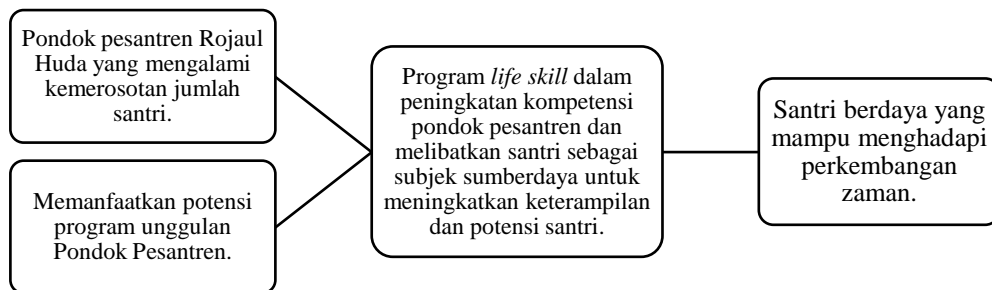 Pondok pesantren Rojaul
Huda yang mengalami
kemerosotan jumlah
santri.
Memanfaatkan potensi
program unggulan
Pondok Pesantren.
Program life skill dalam
peningkatan kompetensi
pondok pesantren dan
melibatkan santri sebagai
subjek sumberdaya untuk
meningkatkan keterampilan
dan potensi santri.
Santri berdaya yang
mampu menghadapi
perkembangan
zaman.